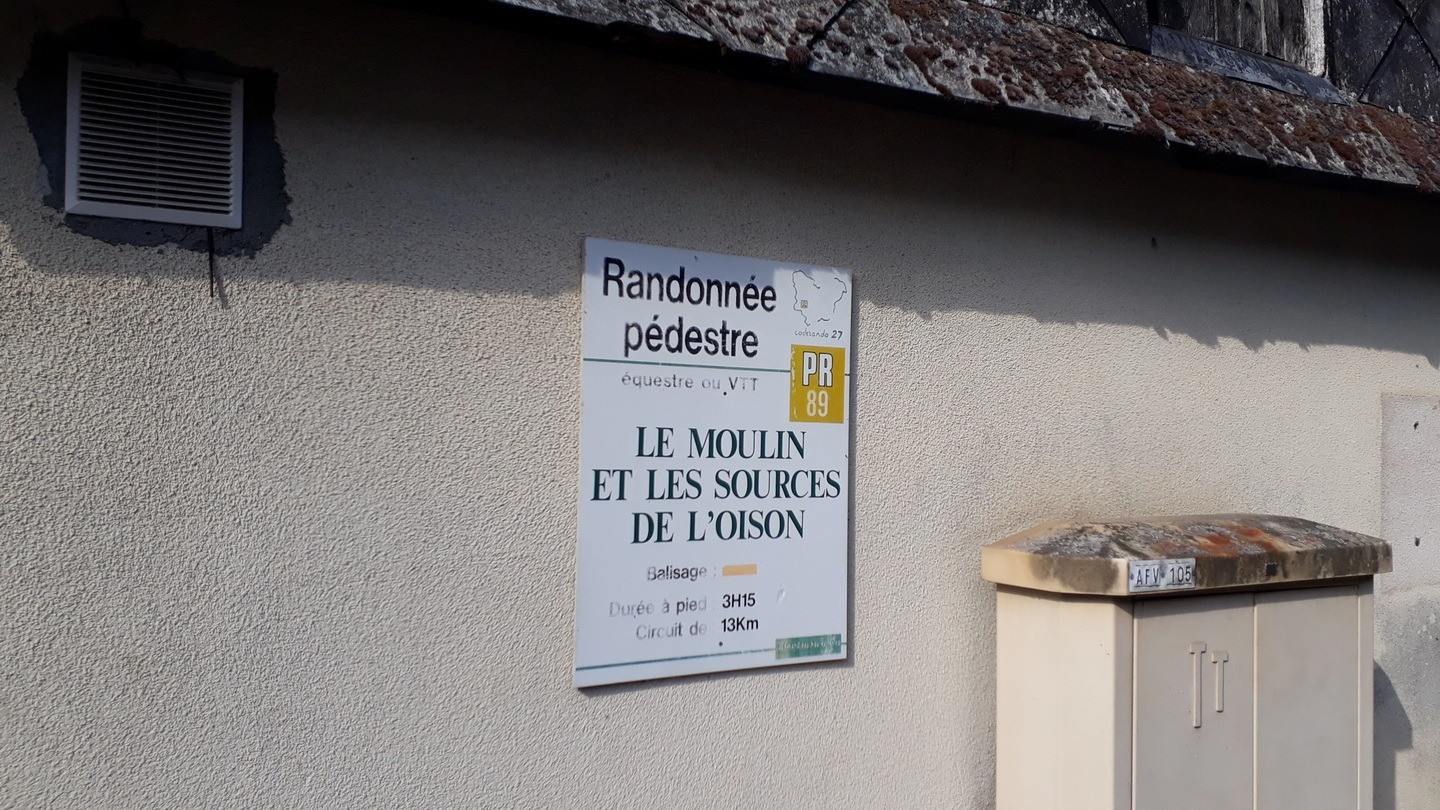 Randonnée
pédestre
coderando 27
équestre ou VTT
PR
89
LE MOULIN
ET LES SOURCES
DE L'OISON
Balisage :
Durée à pied 3H15
Circuit de 13Km
AFV 105